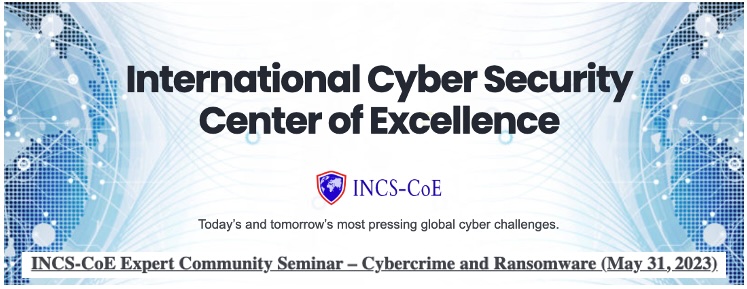 International Cyber Security
Center of Excellence
INCS-CoE
Today's and tomorrow's most pressing global cyber challenges.
INCS-CoE Expert Community Seminar – Cybercrime and Ransomware (May 31, 2023)